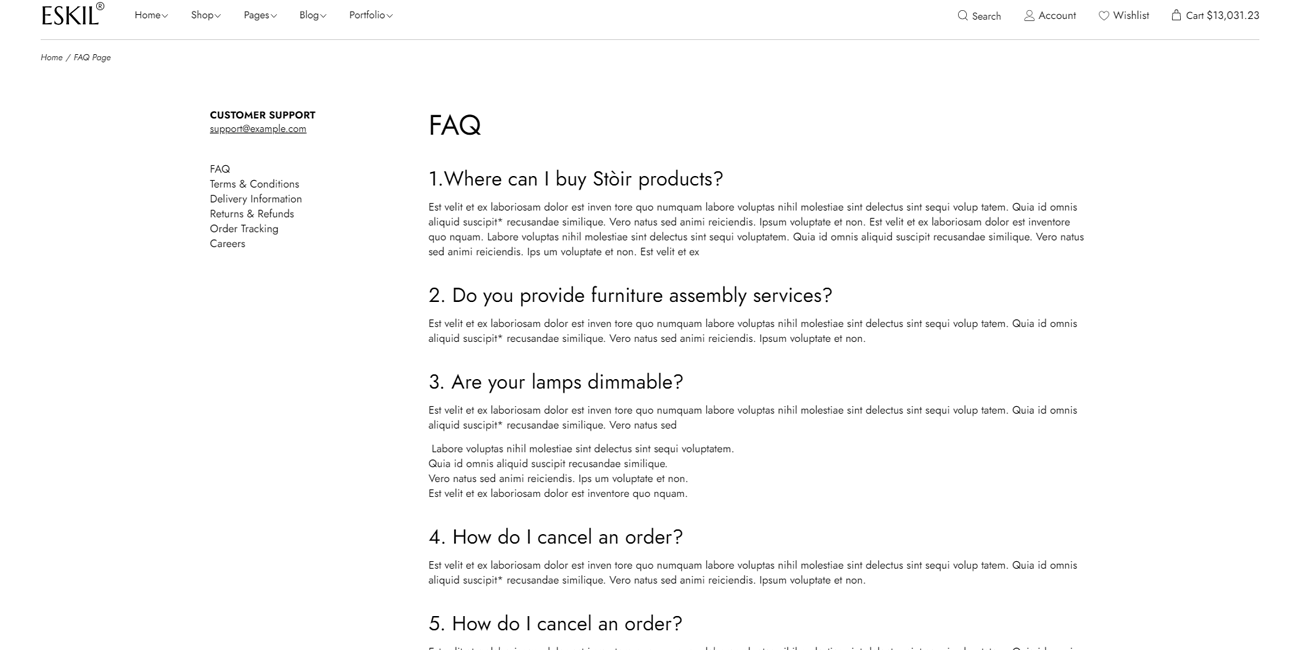 ESKIL®
Home Shop Pages Blog Portfolio Search Account Wishlist Cart $13,031.23
Home / FAQ Page
CUSTOMER SUPPORT
support@example.com
FAQ
Terms & Conditions
Delivery Information
Returns & Refunds
Order Tracking
Careers
FAQ
1.Where can I buy Stòir products?
Est velit et ex laboriosam dolor est inven tore quo numquam labore voluptas nihil molestiae sint delectus sint sequi volup tatem. Quia id omnis
aliquid suscipit* recusandae similique. Vero natus sed animi reiciendis. Ipsum voluptate et non. Est velit et ex laboriosam dolor est inventore
quo nquam. Labore voluptas nihil molestiae sint delectus sint sequi voluptatem. Quia id omnis aliquid suscipit recusandae similique. Vero natus
sed animi reiciendis. Ips um voluptate et non. Est velit et ex
2. Do you provide furniture assembly services?
Est velit et ex laboriosam dolor est inven tore quo numquam labore voluptas nihil molestiae sint delectus sint sequi volup tatem. Quia id omnis
aliquid suscipit* recusandae similique. Vero natus sed animi reiciendis. Ipsum voluptate et non.
3. Are your lamps dimmable?
Est velit et ex laboriosam dolor est inven tore quo numquam labore voluptas nihil molestiae sint delectus sint sequi volup tatem. Quia id omnis
aliquid suscipit* recusandae similique. Vero natus sed
Labore voluptas nihil molestiae sint delectus sint sequi voluptatem.
Quia id omnis aliquid suscipit recusandae similique.
Vero natus sed animi reiciendis. Ips um voluptate et non.
Est velit et ex laboriosam dolor est inventore quo nquam.
4. How do I cancel an order?
Est velit et ex laboriosam dolor est inven tore quo numquam labore voluptas nihil molestiae sint delectus sint sequi volup tatem. Quia id omnis
aliquid suscipit* recusandae similique. Vero natus sed animi reiciendis. Ipsum voluptate et non.
5. How do I cancel an order?